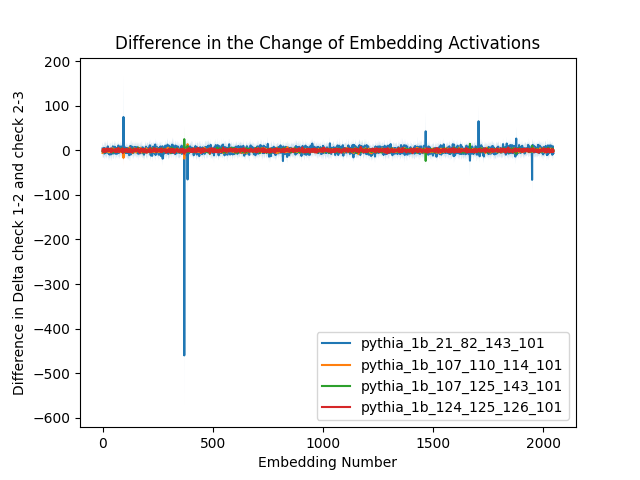 Difference in the Change of Embedding Activations
Difference in Delta check 1-2 and check 2-3
200
100
0
−100
−200
−300
−400
−500
−600
0
500
1000
1500
2000
Embedding Number
pythia_1b_21_82_143_101
pythia_1b_107_110_114_101
pythia_1b_107_125_143_101
pythia_1b_124_125_126_101